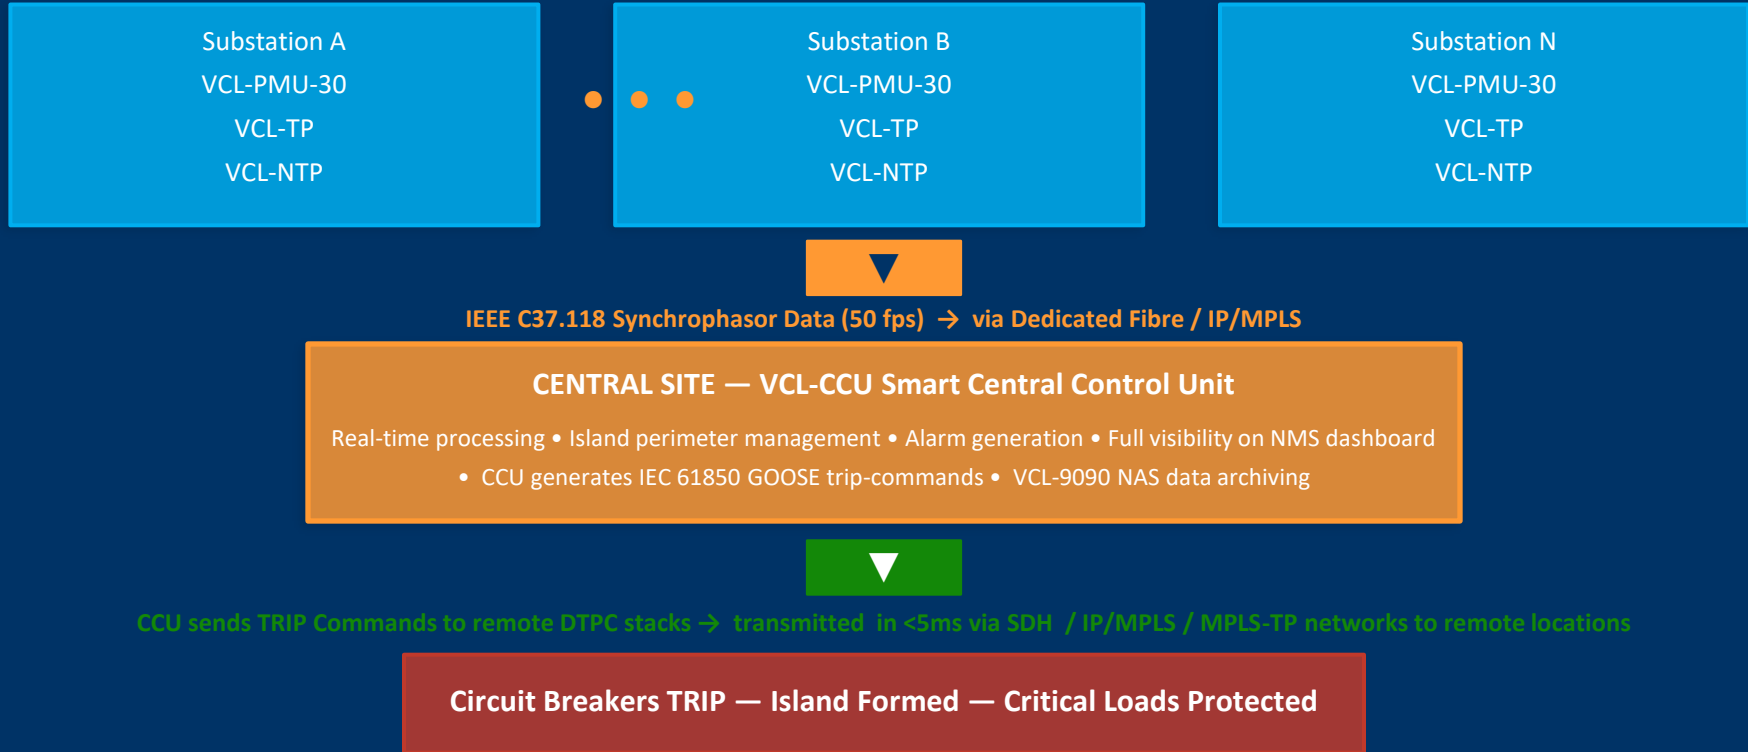 Substation A
VCL-PMU-30
VCL-TP
VCL-NTP
Substation B
VCL-PMU-30
VCL-TP
VCL-NTP
Substation N
VCL-PMU-30
VCL-TP
VCL-NTP
IEEE C37.118 Synchrophasor Data (50 fps) → via Dedicated Fibre / IP/MPLS
CENTRAL SITE — VCL-CCU Smart Central Control Unit
Real-time processing • Island perimeter management • Alarm generation • Full visibility on NMS dashboard
• CCU generates IEC 61850 GOOSE trip-commands • VCL-9090 NAS data archiving
CCU sends TRIP Commands to remote DTPC stacks → transmitted in <5ms via SDH / IP/MPLS / MPLS-TP networks to remote locations
Circuit Breakers TRIP — Island Formed — Critical Loads Protected